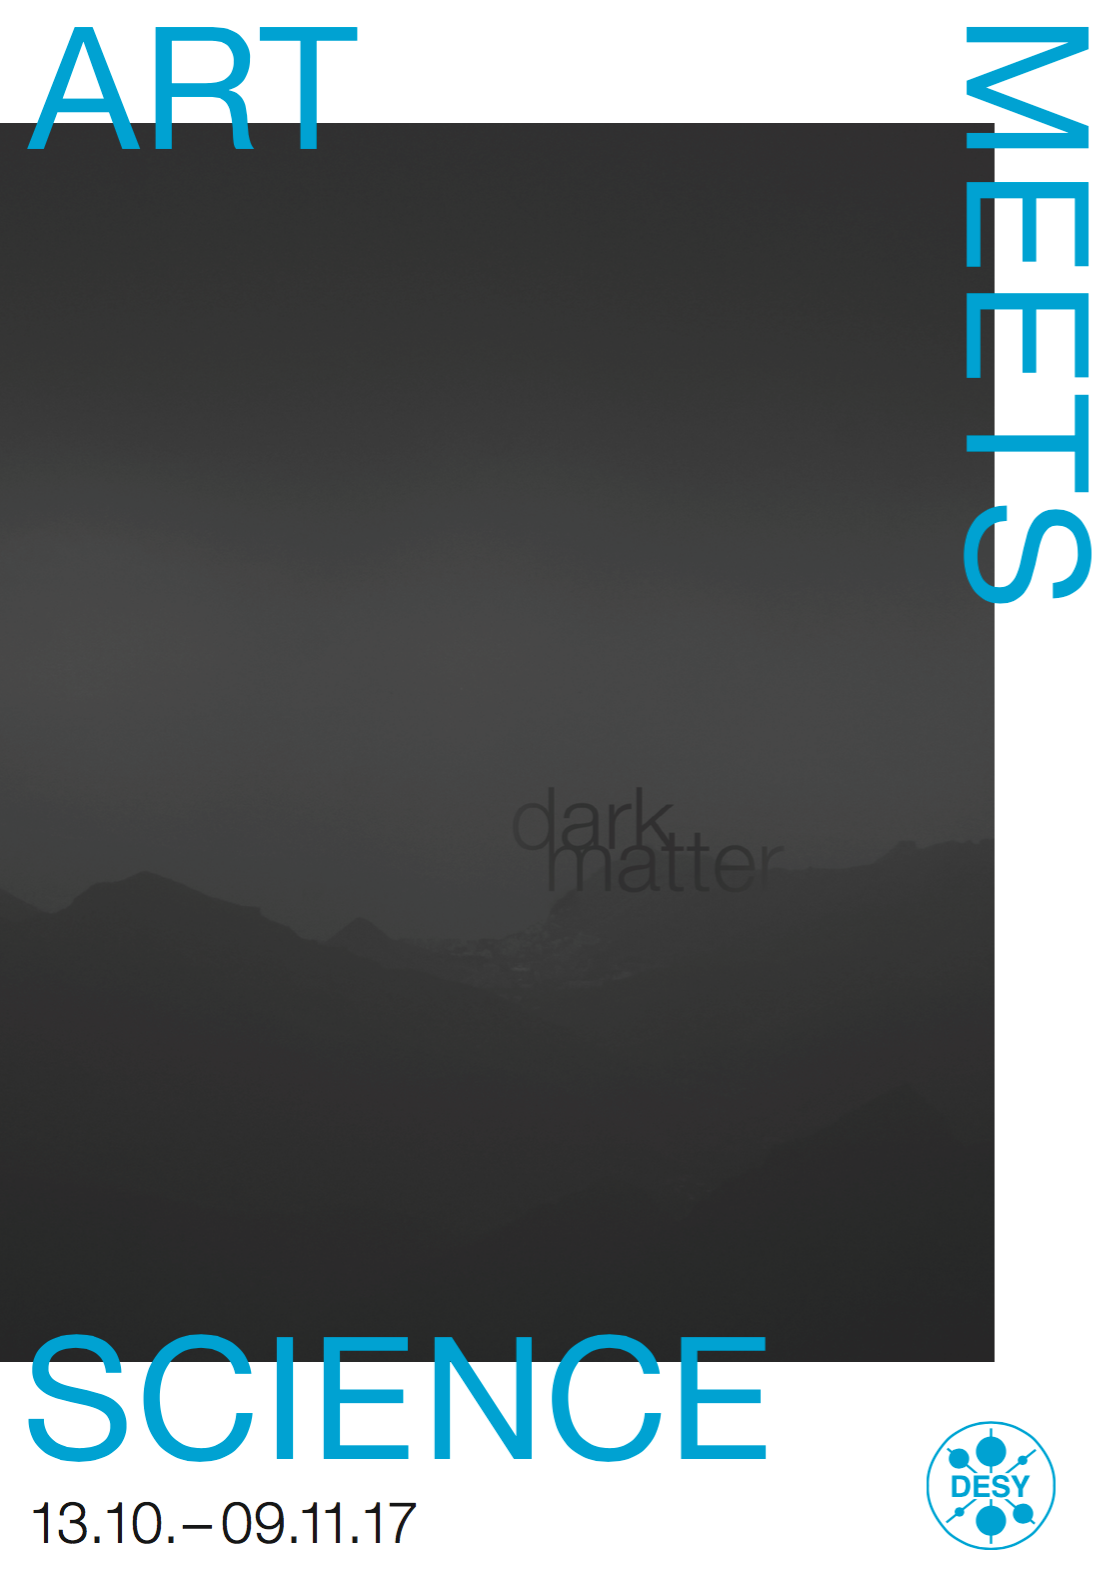 ART
MEETS
dark
matter
SCIENCE
13.10.–09.11.17
DESY